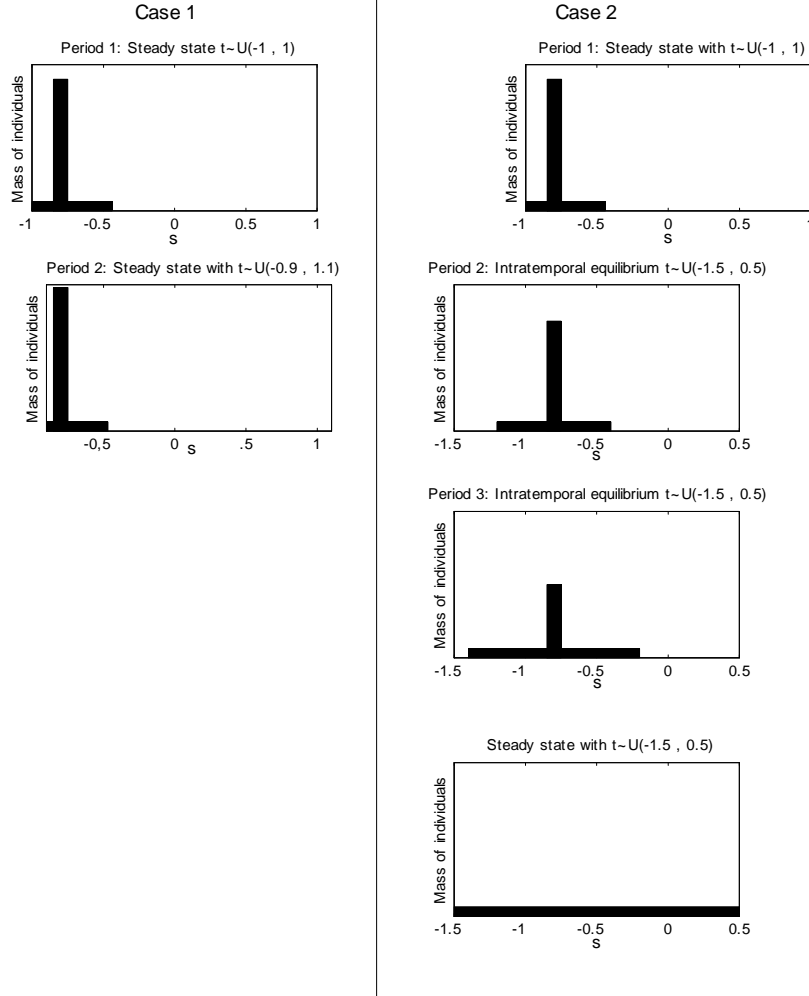 Case 1
Period 1: Steady state t~U(-1 , 1)
Mass of individuals
-1 -0.5 0 0.5 1
s
Period 2: Steady state with t~U(-0.9 , 1.1)
Mass of individuals
-0,5 0 .5 1
s
Case 2
Period 1: Steady state with t~U(-1 , 1)
Mass of individuals
-1 -0.5 0 0.5 1
s
Period 2: Intratemporal equilibrium t~U(-1.5 , 0.5)
Mass of individuals
-1.5 -1 -0.5 0 0.5
s
Period 3: Intratemporal equilibrium t~U(-1.5 , 0.5)
Mass of individuals
-1.5 -1 -0.5 0 0.5
s
Steady state with t~U(-1.5 , 0.5)
Mass of individuals
-1.5 -1 -0.5 0 0.5
s